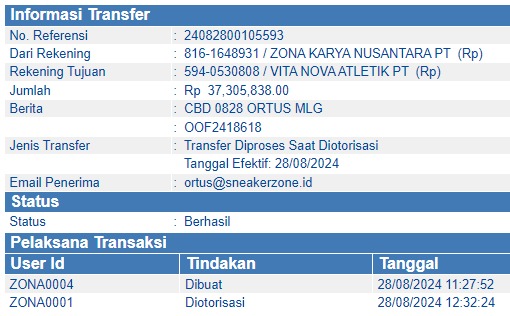 Informasi Transfer
No. Referensi : 24082800105593
Dari Rekening : 816-1648931 / ZONA KARYA NUSANTARA PT (Rp)
Rekening Tujuan : 594-0530808 / VITA NOVA ATLETIK PT (Rp)
Jumlah : Rp 37,305,838.00
Berita : CBD 0828 ORTUS MLG
: OOF2418618
Jenis Transfer : Transfer Diproses Saat Diotorisasi
Tanggal Efektif: 28/08/2024
Email Penerima : ortus@sneakerzone.id
Status
Status : Berhasil
Pelaksana Transaksi
User Id Tindakan Tanggal
ZONA0004 Dibuat 28/08/2024 11:27:52
ZONA0001 Diotorisasi 28/08/2024 12:32:24